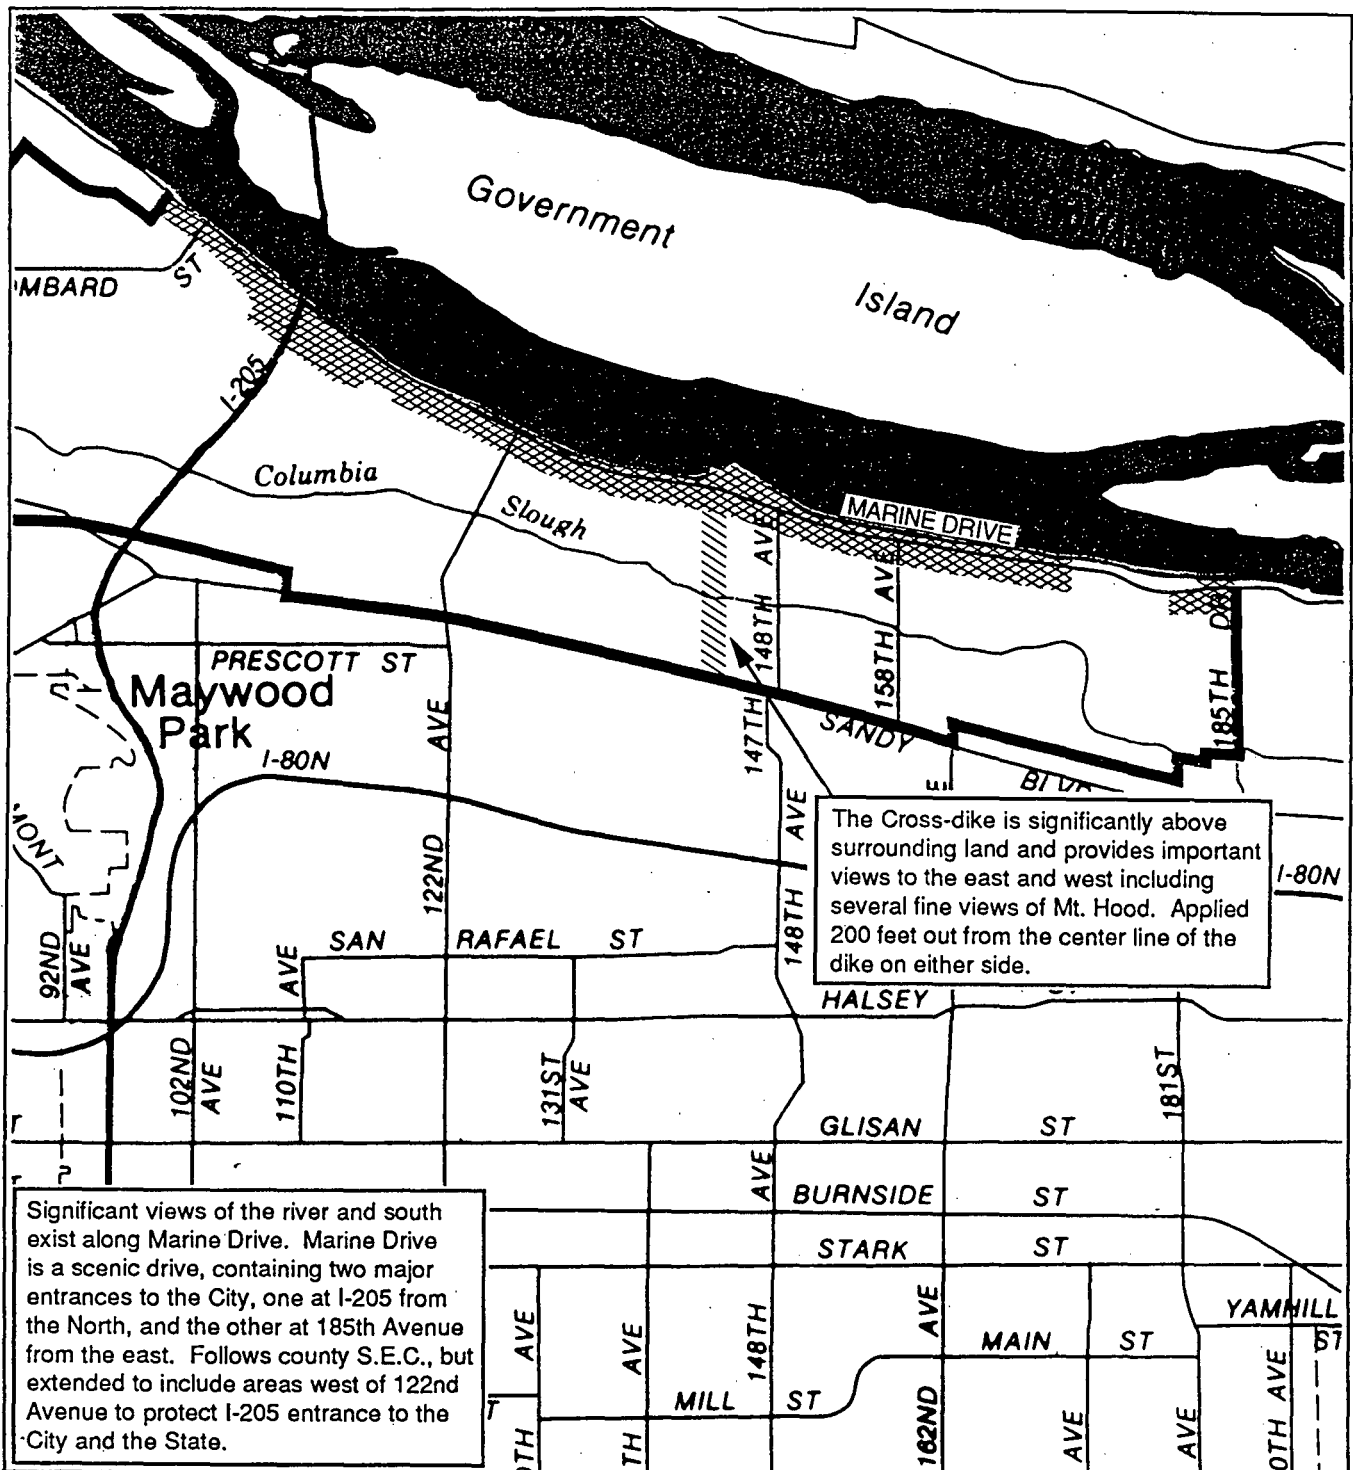 Government
Island
MBARD
ST
I-205
Columbia
Slough
MARINE DRIVE
148TH AVE
158TH AVE
185TH DR
PRESCOTT ST
Maywood
Park
I-80N
AVE
122ND
147TH
SANDY
148TH AVE
The Cross-dike is significantly above
surrounding land and provides important
views to the east and west including
several fine views of Mt. Hood. Applied
200 feet out from the center line of the
dike on either side.
I-80N
MONT
92ND
AVE
SAN RAFAEL ST
AVE
110TH
HALSEY
102ND
AVE
131ST
AVE
181ST
GLISAN ST
AVE
BURNSIDE ST
STARK ST
Significant views of the river and south
exist along Marine Drive. Marine Drive
is a scenic drive, containing two major
entrances to the City, one at I-205 from
the North, and the other at 185th Avenue
from the east. Follows county S.E.C., but
extended to include areas west of 122nd
Avenue to protect I-205 entrance to the
City and the State.
AVE
AVE
148TH
AVE
162ND
YAMHILL
ST
MAIN ST
MILL ST
T
TH
TH
AVE
AVE
0TH AVE